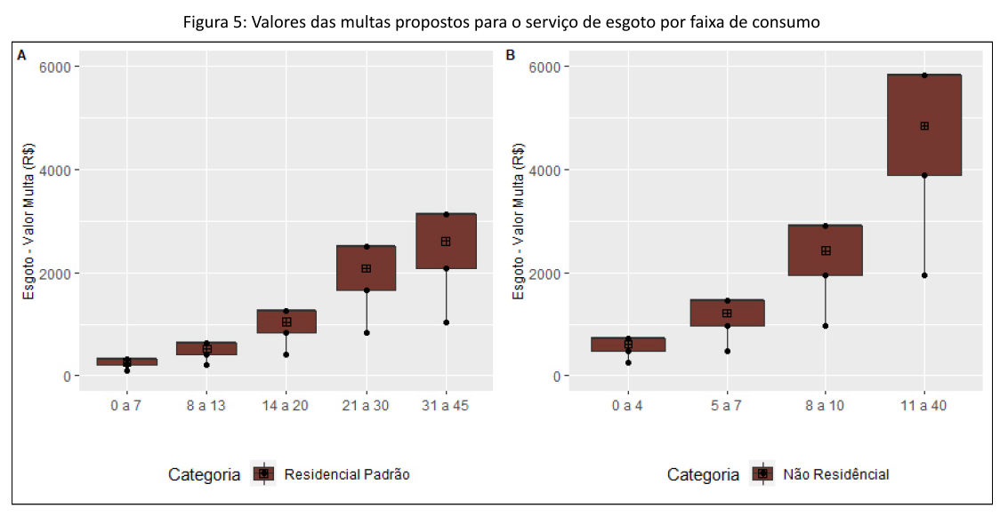 Figura 5: Valores das multas propostos para o serviço de esgoto por faixa de consumo
A
Esgoto - Valor Multa (R$)
6000
4000
2000
0
0 a 7 8 a 13 14 a 20 21 a 30 31 a 45
Categoria Residencial Padrão
B
Esgoto - Valor Multa (R$)
6000
4000
2000
0
0 a 4 5 a 7 8 a 10 11 a 40
Categoria Não Residêncial